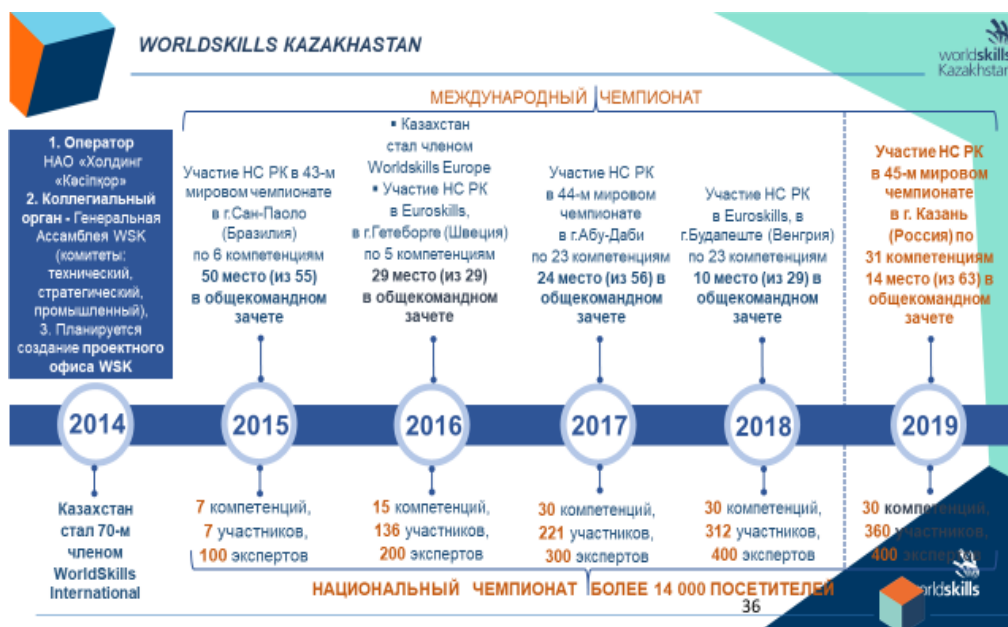 WORLDSKILLS KAZAKHASTAN
worldskills
Kazakhstan
МЕЖДУНАРОДНЫЙ ЧЕМПИОНАТ
1. Оператор
НАО «Холдинг
«Кәсіпқор»
2. Коллегиальный
орган - Генеральная
Ассамблея WSK
(комитеты:
технический,
стратегический,
промышленный),
3. Планируется
создание проектного
офиса WSK
Участие НС РК в 43-м
мировом чемпионате
в г.Сан-Паоло
(Бразилия)
по 6 компетенциям
50 место (из 55)
в общекомандном
зачете
▪ Казахстан
стал членом
Worldskills Europe
▪ Участие НС РК
в Euroskills,
в г.Гетеборге (Швеция)
по 5 компетенциям
29 место (из 29)
в общекомандном
зачете
Участие НС РК
в 44-м мировом
чемпионате
в г.Абу-Даби
по 23 компетенциям
24 место (из 56) в
общекомандном
зачете
Участие НС РК
в Euroskills, в
г.Будапеште (Венгрия)
по 23 компетенциям
10 место (из 29) в
общекомандном
зачете
Участие НС РК
в 45-м мировом
чемпионате
в г. Казань
(Россия) по
31 компетенциям
14 место (из 63) в
общекомандном
зачете
2014
2015
2016
2017
2018
2019
Казахстан
стал 70-м
членом
WorldSkills
International
7 компетенций,
7 участников,
100 экспертов
15 компетенций,
136 участников,
200 экспертов
30 компетенций,
221 участников,
300 экспертов
30 компетенций,
312 участников,
400 экспертов
30 компетенций,
360 участников,
400 экспертов
НАЦИОНАЛЬНЫЙ ЧЕМПИОНАТ БОЛЕЕ 14 000 ПОСЕТИТЕЛЕЙ
36
rldskills